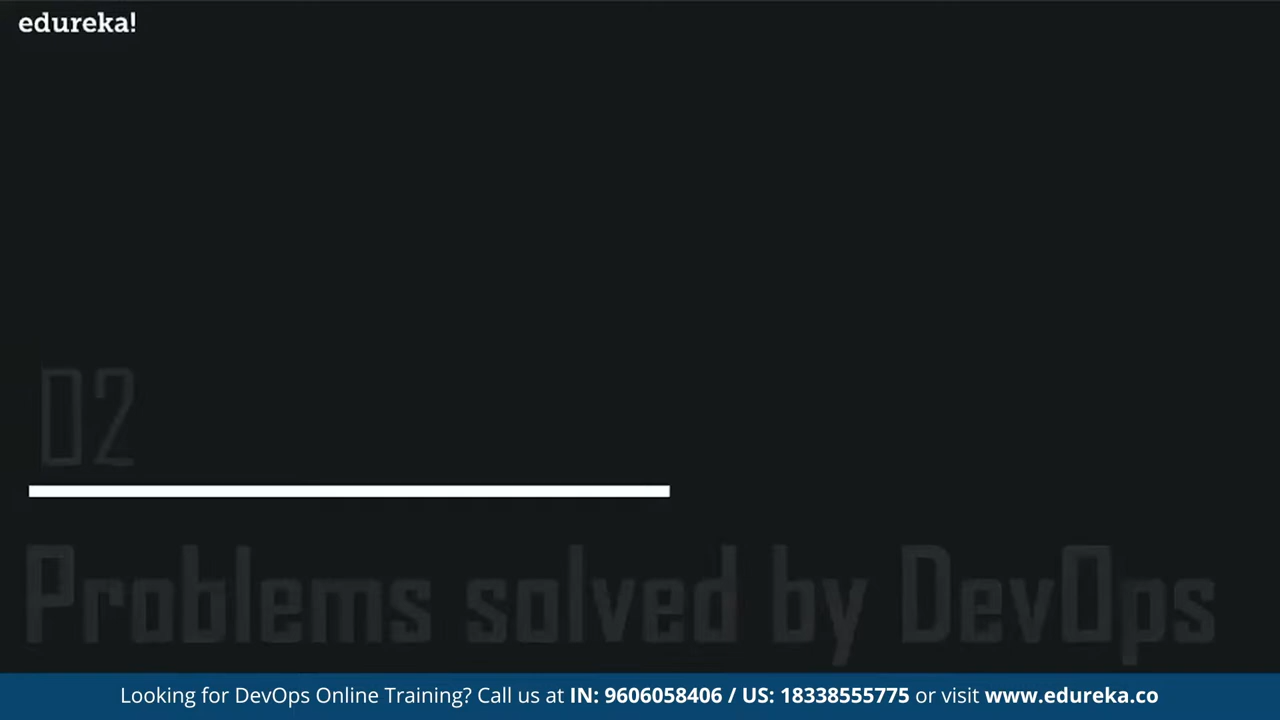 edureka!
02
Problems solved by DevOps
Looking for DevOps Online Training? Call us at IN: 9606058406 / US: 18338555775 or visit www.edureka.co